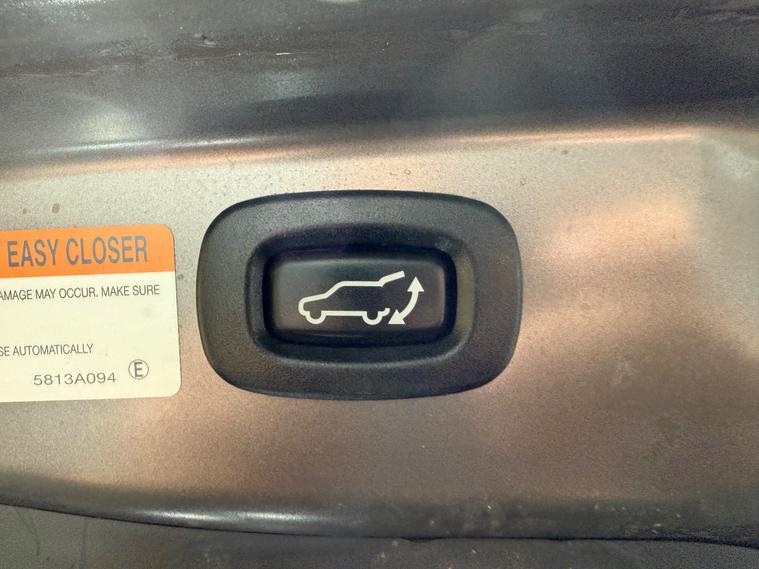 EASY CLOSER
AMAGE MAY OCCUR. MAKE SURE
SE AUTOMATICALLY
5813A094 E